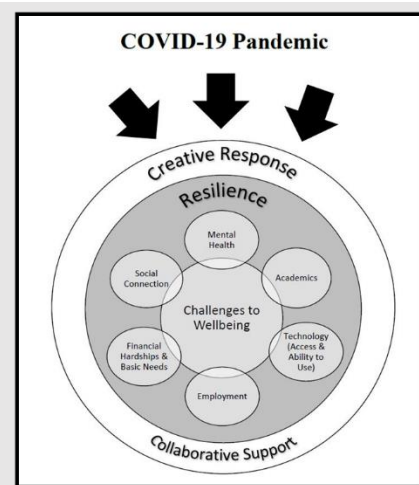 COVID-19 Pandemic
Creative Response
Resilience
Mental
Health
Social
Connection
Academics
Challenges to
Wellbeing
Financial
Hardships &
Basic Needs
Technology
(Access &
Ability to
Use)
Employment
Collaborative Support